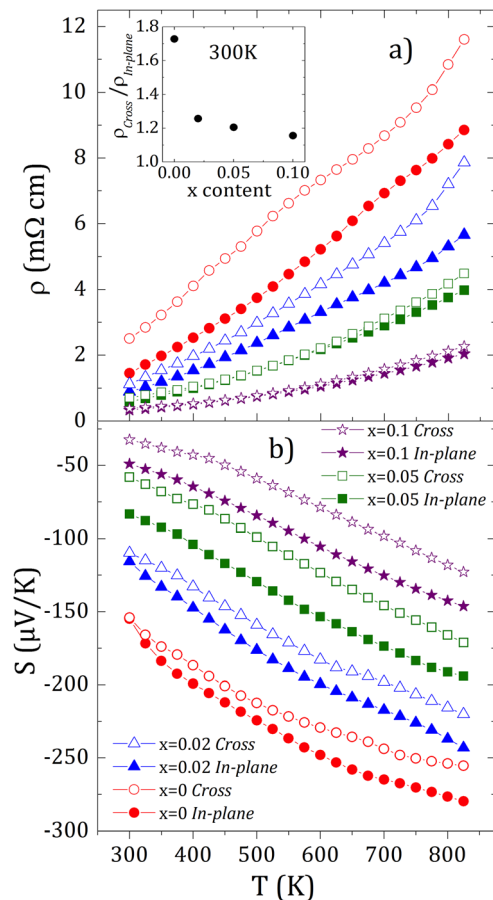 12
10
8
6
4
2
0
ρ (mΩ cm)
a)
1.8
1.6
1.4
1.2
1.0
ρCross /ρIn-plane
300K
0.00 0.05 0.10
x content
b)
x=0.1 Cross
x=0.1 In-plane
x=0.05 Cross
x=0.05 In-plane
-50
-100
-150
-200
-250
-300
S (μV/K)
x=0.02 Cross
x=0.02 In-plane
x=0 Cross
x=0 In-plane
300 400 500 600 700 800
T (K)